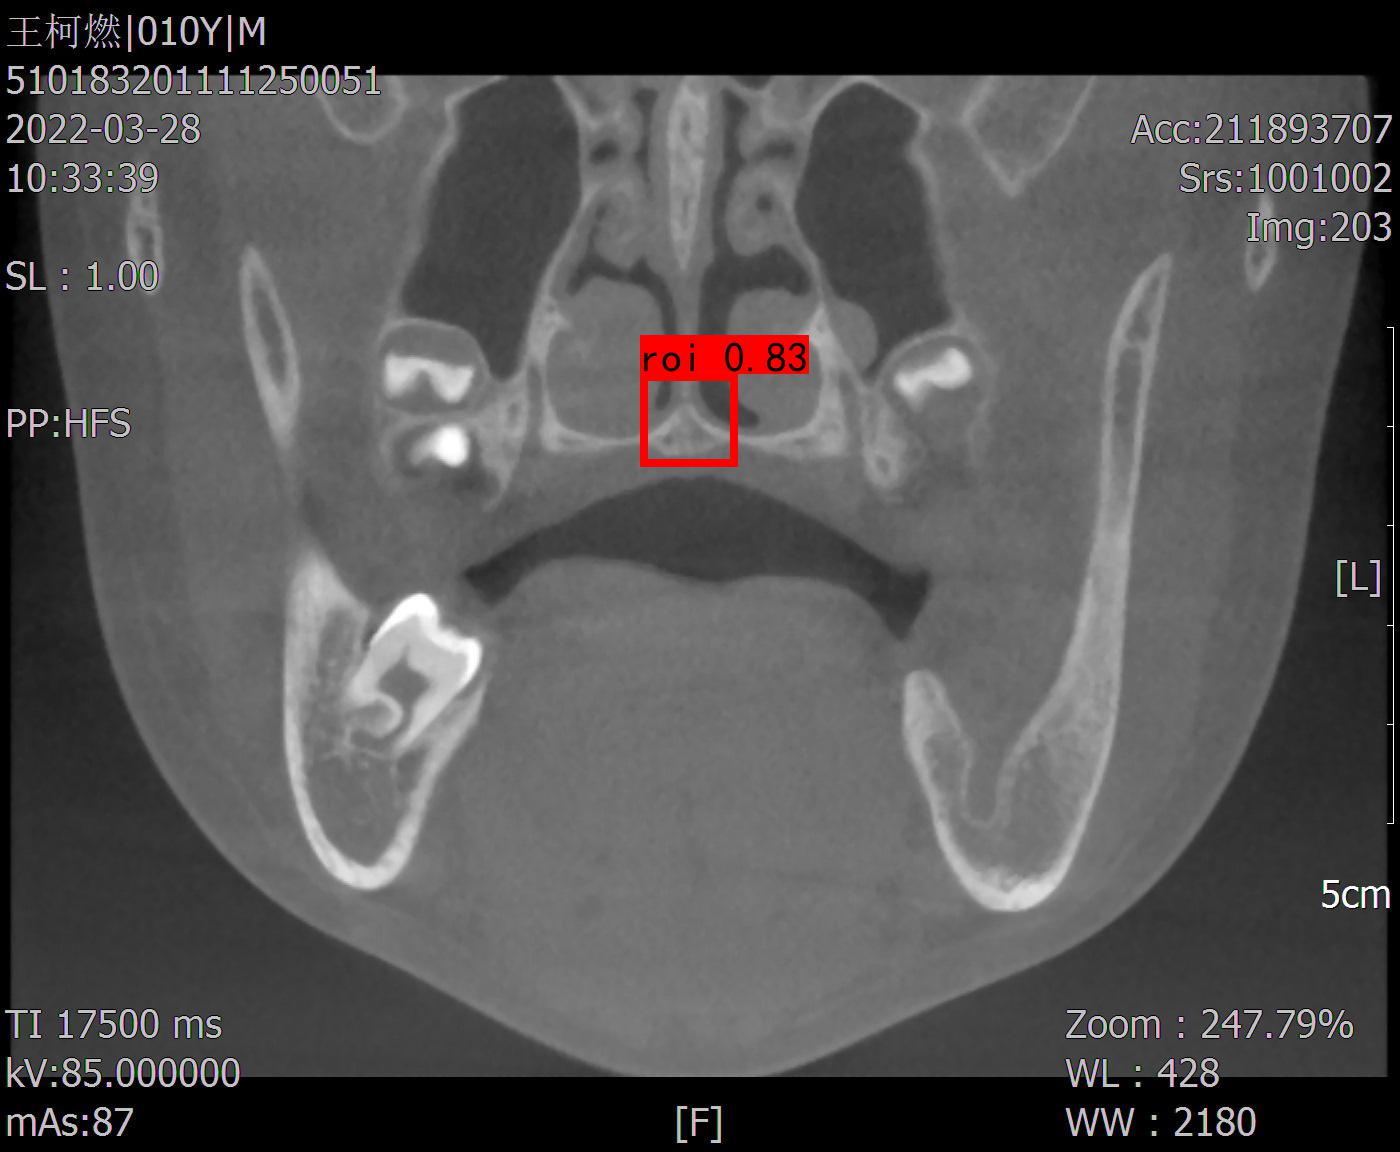 王柯燃|010Y|M
510183201111250051
2022-03-28
10:33:39
SL : 1.00
PP:HFS
Acc:211893707
Srs:1001002
Img:203
roi 0.83
[L]
5cm
TI 17500 ms
kV:85.000000
mAs:87
[F]
Zoom : 247.79%
WL : 428
WW : 2180